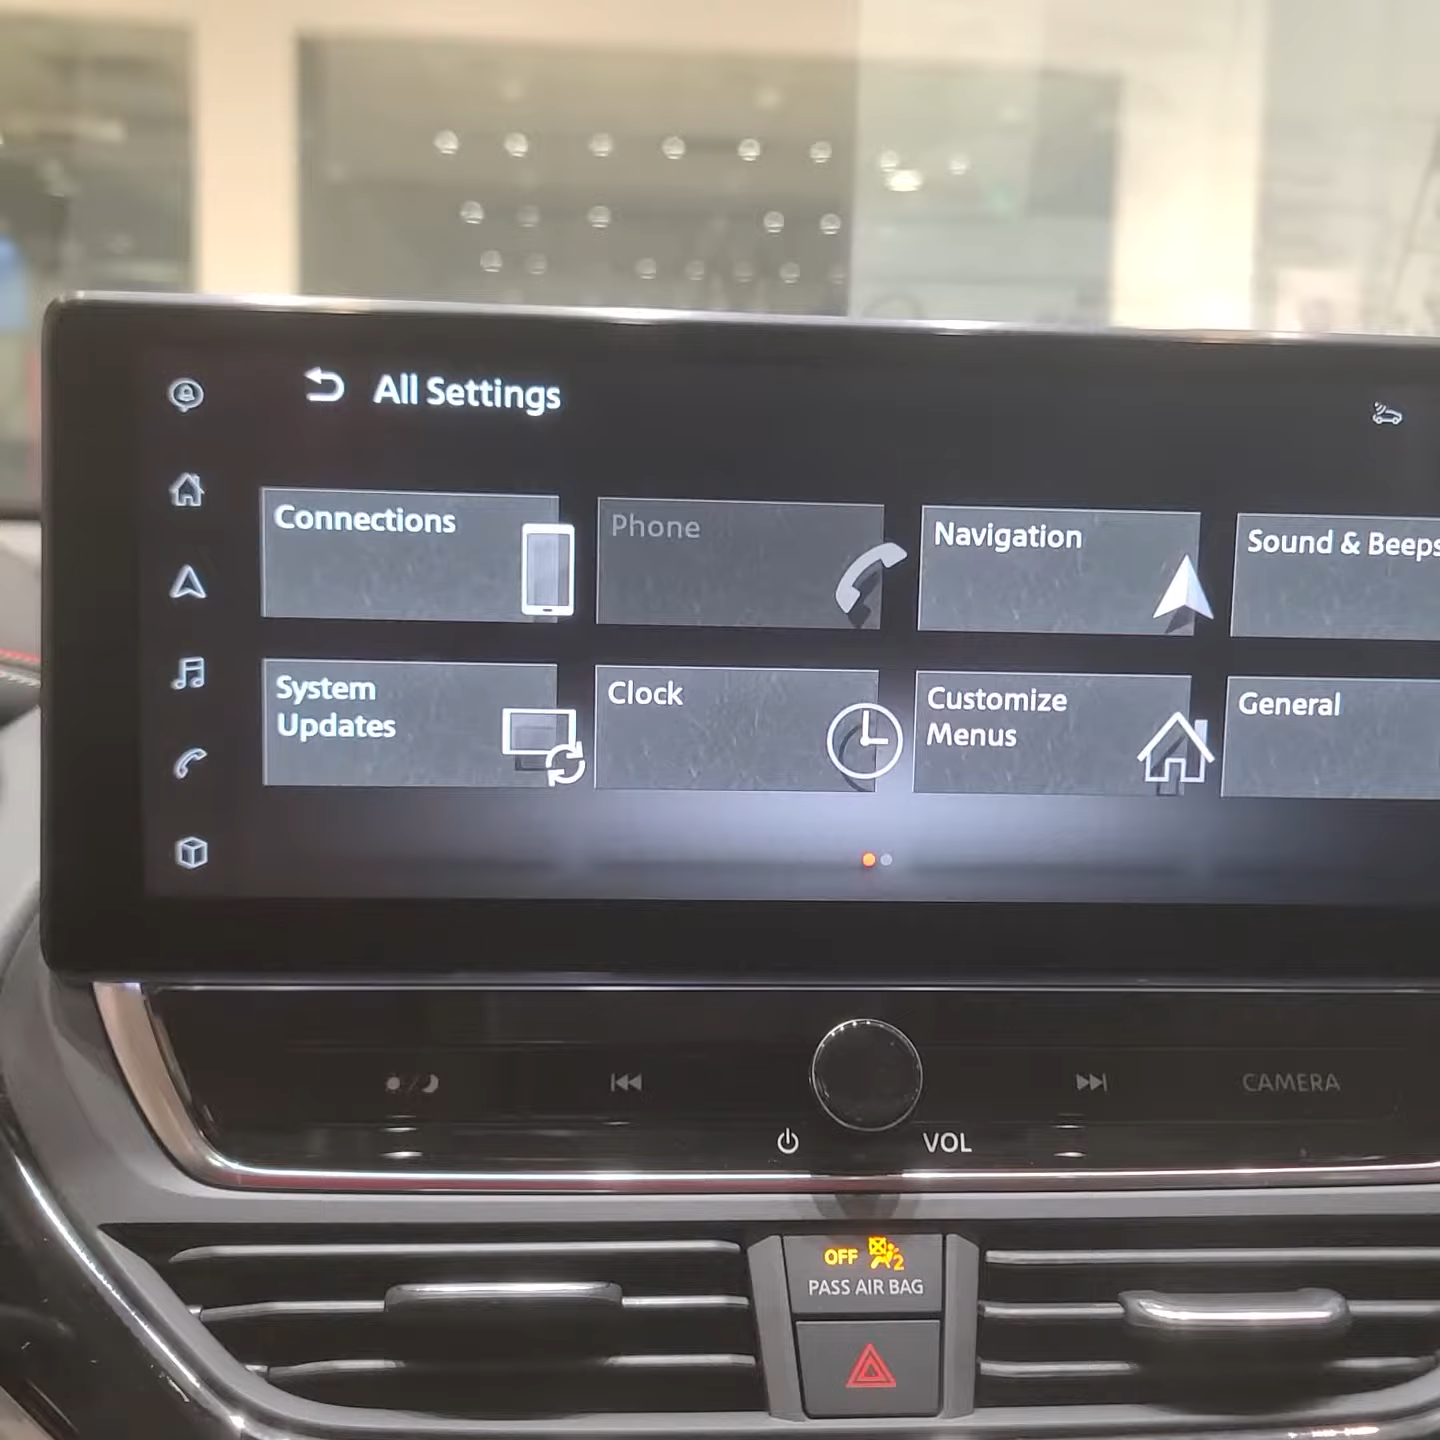 All Settings
Connections
Phone
Navigation
Sound & Beeps
System
Updates
Clock
Customize
Menus
General
CAMERA
VOL
OFF
2
PASS AIR BAG